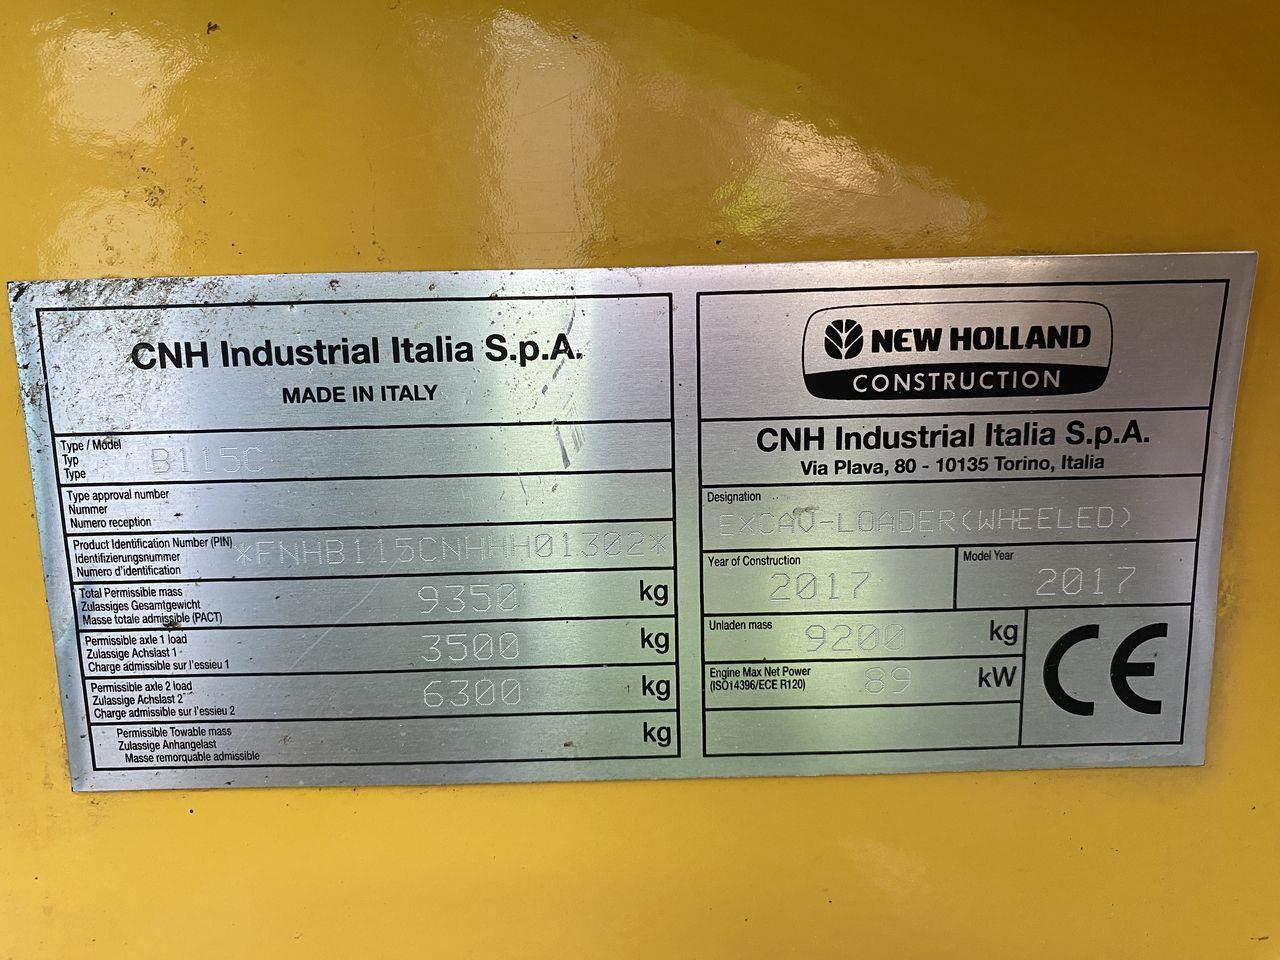 CNH Industrial Italia S.p.A.
MADE IN ITALY
Type / Model
Typ
Type
B115C
Type approval number
Nummer
Numero reception
Product Identification Number (PIN)
Identifizierungsnummer
Numero d'identification
*FNHB115CNHHH01302*
Total Permissible mass
Zulassiges Gesamtgewicht
Masse totale admissible (PACT)
9350 kg
Permissible axle 1 load
Zulassige Achslast 1
Charge admissible sur l'essieu 1
3500 kg
Permissible axle 2 load
Zulassige Achslast 2
Charge admissible sur l'essieu 2
6300 kg
Permissible Towable mass
Zulassige Anhangelast
Masse remorquable admissible
kg
NEW HOLLAND
CONSTRUCTION
CNH Industrial Italia S.p.A.
Via Plava, 80 - 10135 Torino, Italia
Designation
EXCAV-LOADER(WHEELED)
Year of Construction
2017
Model Year
2017
Unladen mass
9200 kg
Engine Max Net Power
(ISO14396/ECE R120)
89 kW
CE